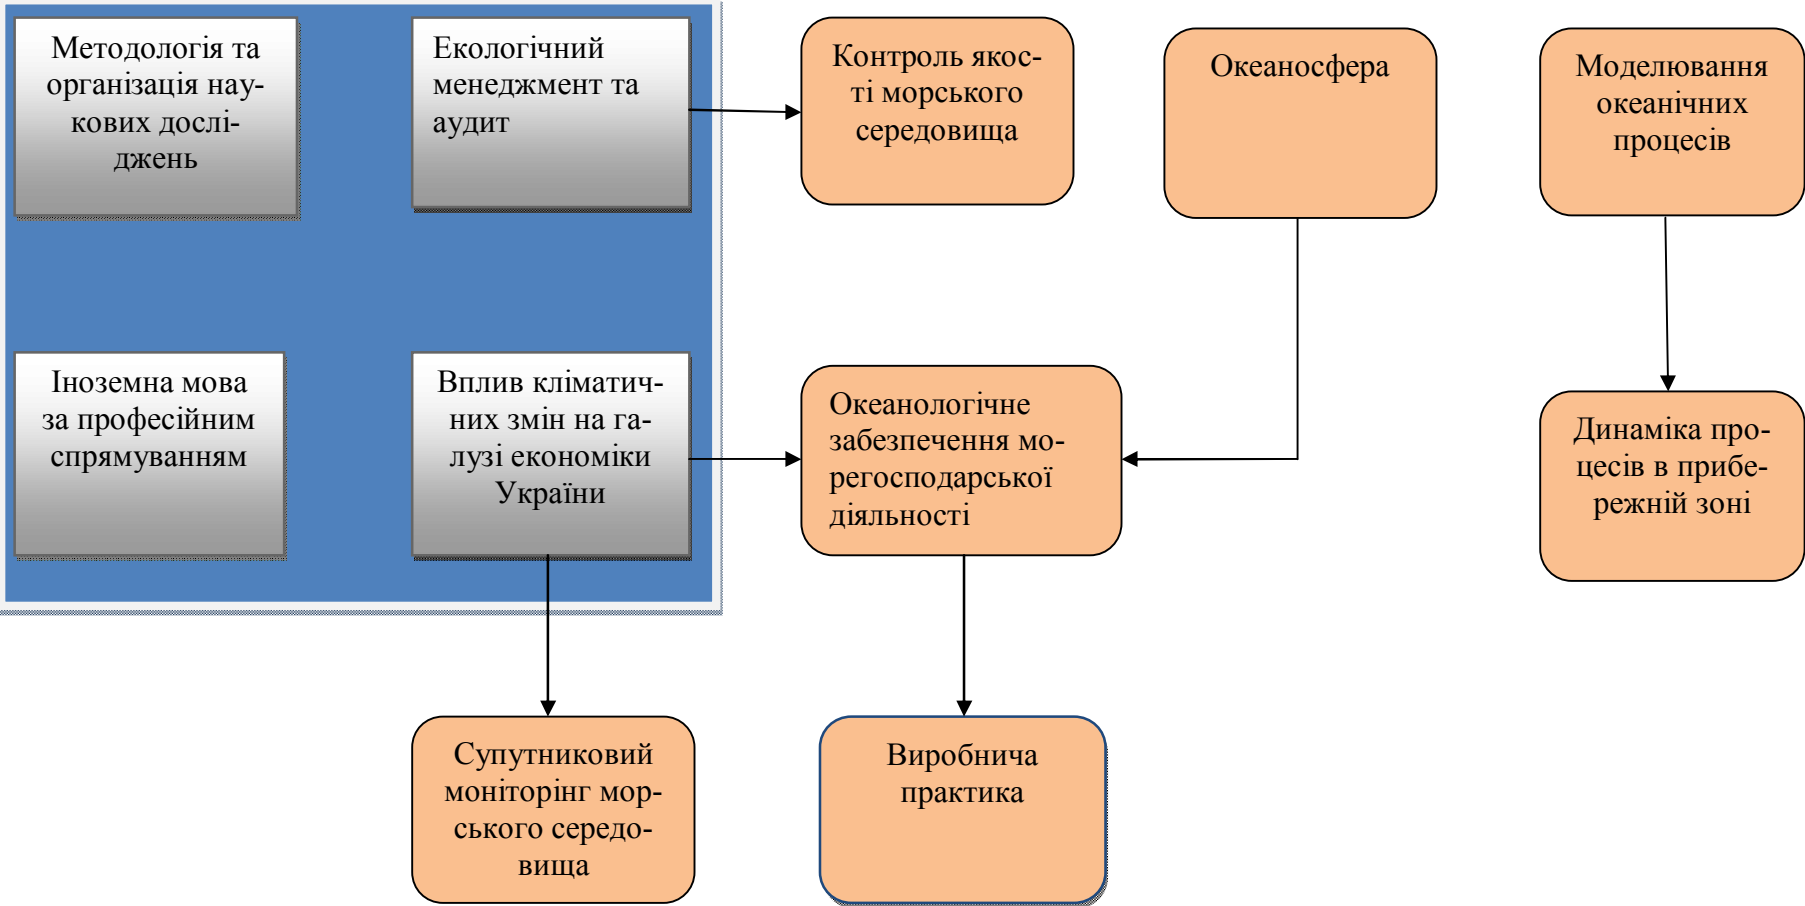 Методологія та
організація нау-
кових дослі-
джень
Екологічний
менеджмент та
аудит
Контроль якос-
ті морського
середовища
Океаносфера
Моделювання
океанічних
процесів
Іноземна мова
за професійним
спрямуванням
Вплив кліматич-
них змін на га-
лузі економіки
України
Океанологічне
забезпечення мо-
регосподарської
діяльності
Динаміка про-
цесів в прибе-
режній зоні
Супутниковий
моніторінг мор-
ського середо-
вища
Виробнича
практика